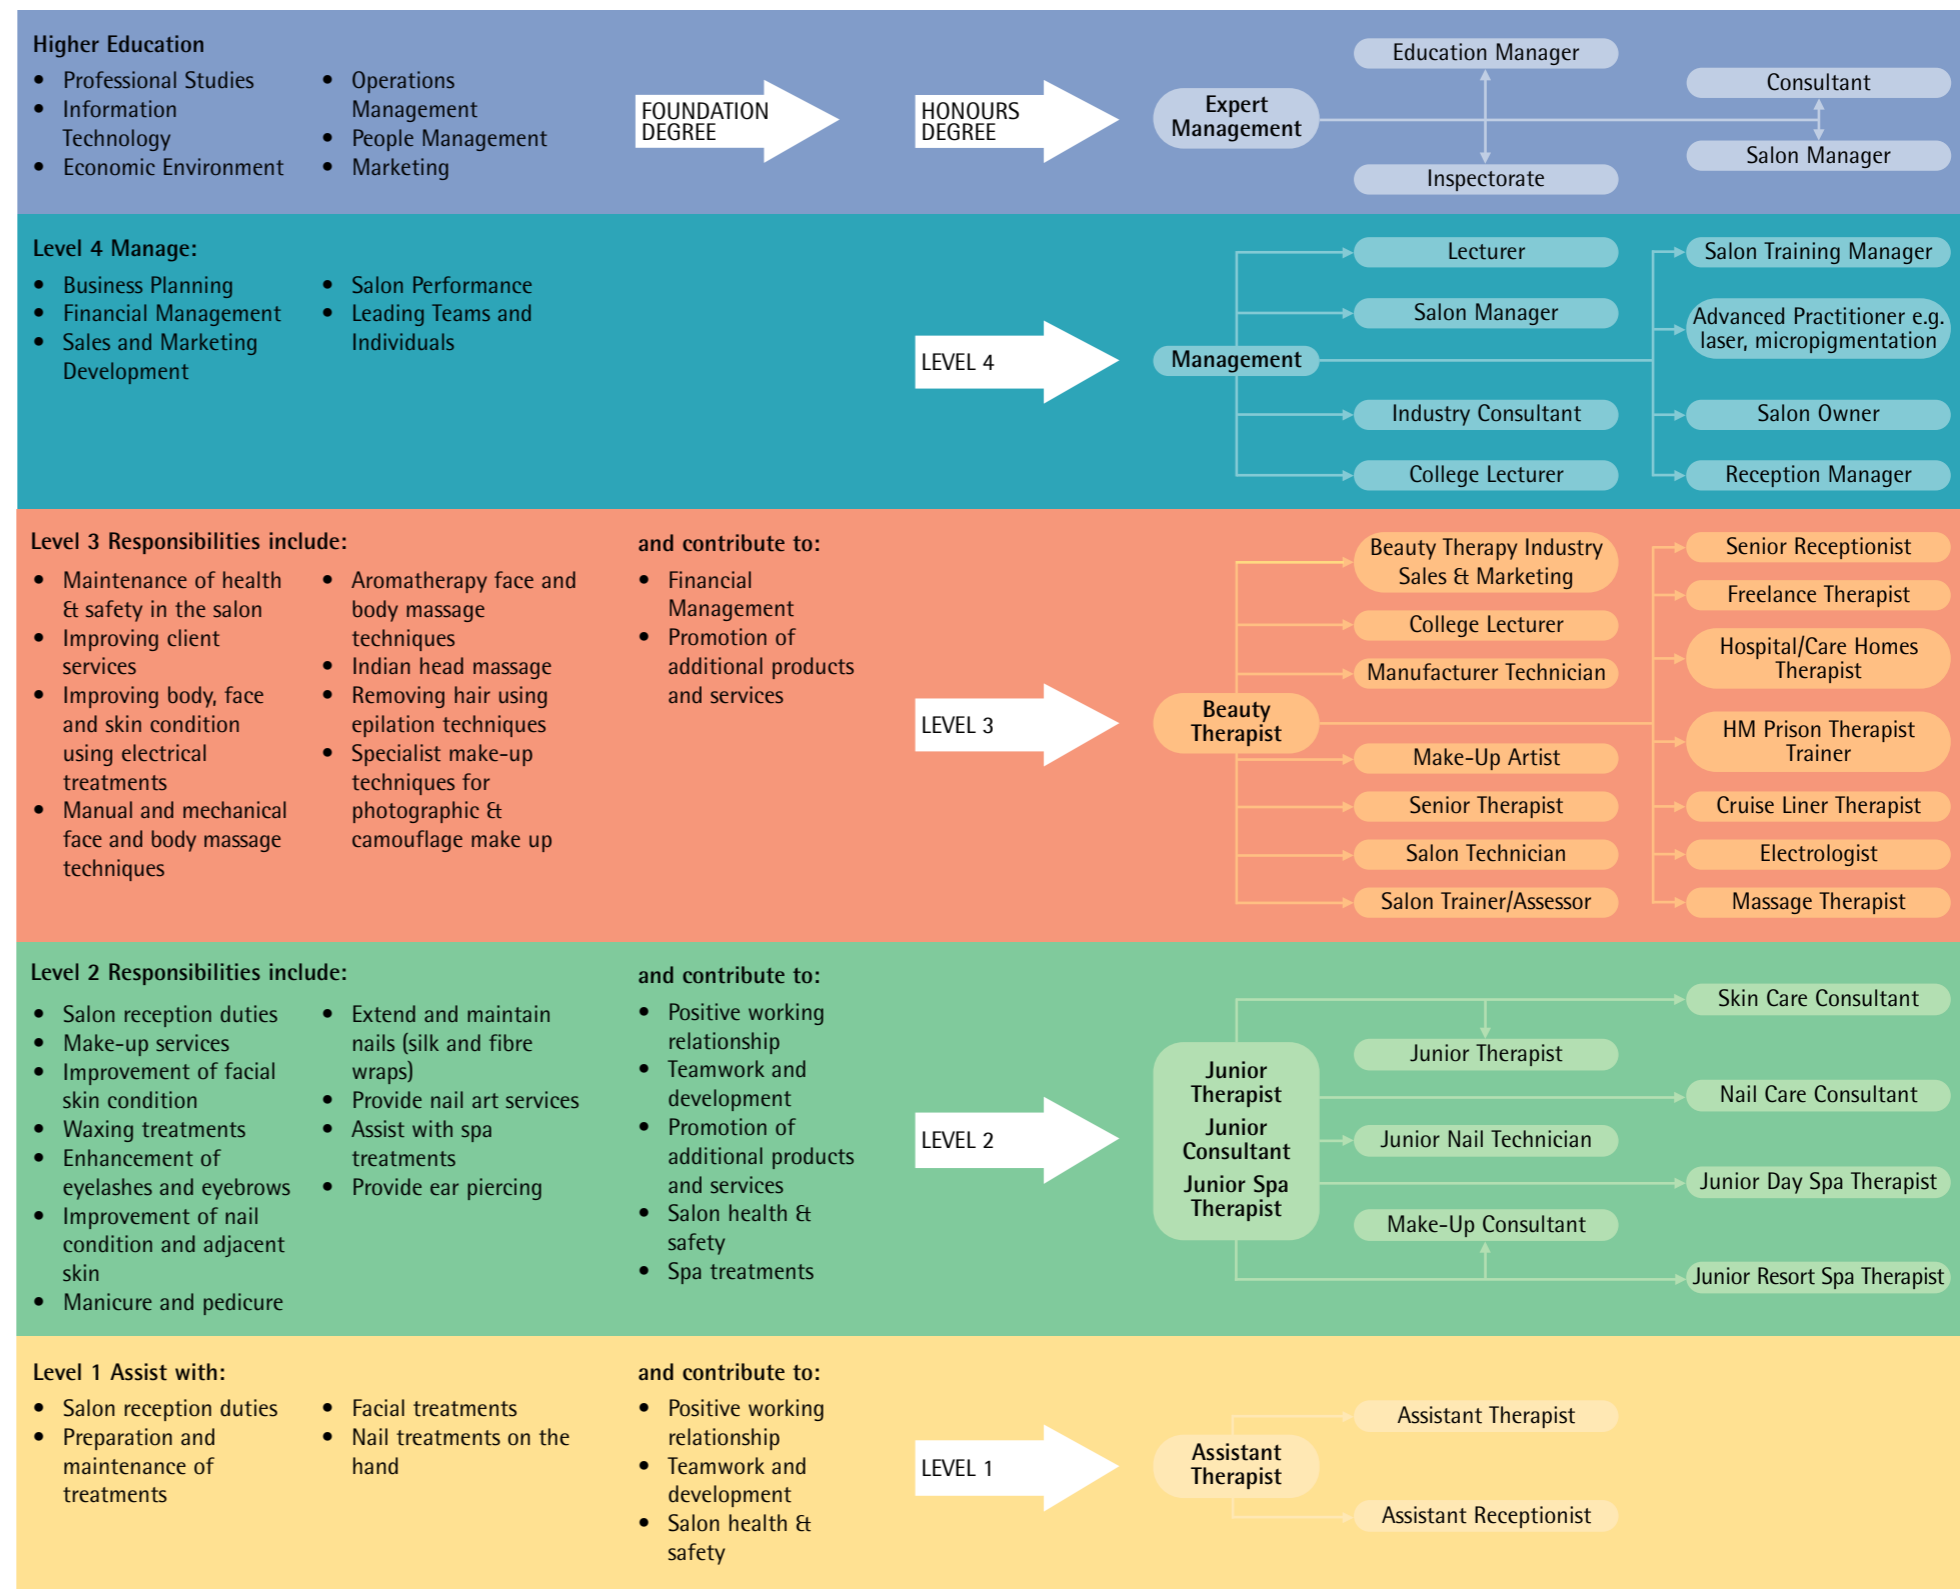 Higher Education
• Professional Studies
• Information
Technology
• Economic Environment
• Operations
Management
• People Management
• Marketing
FOUNDATION
DEGREE
HONOURS
DEGREE
Expert
Management
Education Manager
Inspectorate
Consultant
Salon Manager
Level 4 Manage:
• Business Planning
• Financial Management
• Sales and Marketing
Development
• Salon Performance
• Leading Teams and
Individuals
LEVEL 4
Management
Lecturer
Salon Manager
Industry Consultant
College Lecturer
Salon Training Manager
Advanced Practitioner e.g.
laser, micropigmentation
Salon Owner
Reception Manager
Level 3 Responsibilities include:
• Maintenance of health
& safety in the salon
• Improving client
services
• Improving body, face
and skin condition
using electrical
treatments
• Manual and mechanical
face and body massage
techniques
• Aromatherapy face and
body massage
techniques
• Indian head massage
• Removing hair using
epilation techniques
• Specialist make-up
techniques for
photographic &
camouflage make up
and contribute to:
• Financial
Management
• Promotion of
additional products
and services
LEVEL 3
Beauty
Therapist
Beauty Therapy Industry
Sales & Marketing
College Lecturer
Manufacturer Technician
Make-Up Artist
Senior Therapist
Salon Technician
Salon Trainer/Assessor
Senior Receptionist
Freelance Therapist
Hospital/Care Homes
Therapist
HM Prison Therapist
Trainer
Cruise Liner Therapist
Electrologist
Massage Therapist
Level 2 Responsibilities include:
• Salon reception duties
• Make-up services
• Improvement of facial
skin condition
• Waxing treatments
• Enhancement of
eyelashes and eyebrows
• Improvement of nail
condition and adjacent
skin
• Manicure and pedicure
• Extend and maintain
nails (silk and fibre
wraps)
• Provide nail art services
• Assist with spa
treatments
• Provide ear piercing
and contribute to:
• Positive working
relationship
• Teamwork and
development
• Promotion of
additional products
and services
• Salon health &
safety
• Spa treatments
LEVEL 2
Junior
Therapist
Junior
Consultant
Junior Spa
Therapist
Skin Care Consultant
Junior Therapist
Nail Care Consultant
Junior Nail Technician
Junior Day Spa Therapist
Make-Up Consultant
Junior Resort Spa Therapist
Level 1 Assist with:
• Salon reception duties
• Preparation and
maintenance of
treatments
• Facial treatments
• Nail treatments on the
hand
and contribute to:
• Positive working
relationship
• Teamwork and
development
• Salon health &
safety
LEVEL 1
Assistant
Therapist
Assistant Therapist
Assistant Receptionist